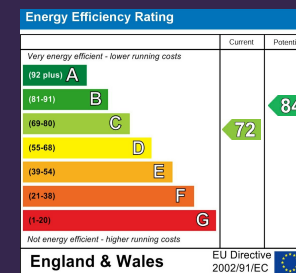 Energy Efficiency Rating
Current
Very energy efficient - lower running costs
(92 plus) A
(81-91) B
84
(69-80) C
72
(55-68) D
(39-54) E
(21-38) F
(1-20) G
Not energy efficient - higher running costs
England & Wales
EU Directive
2002/91/EC